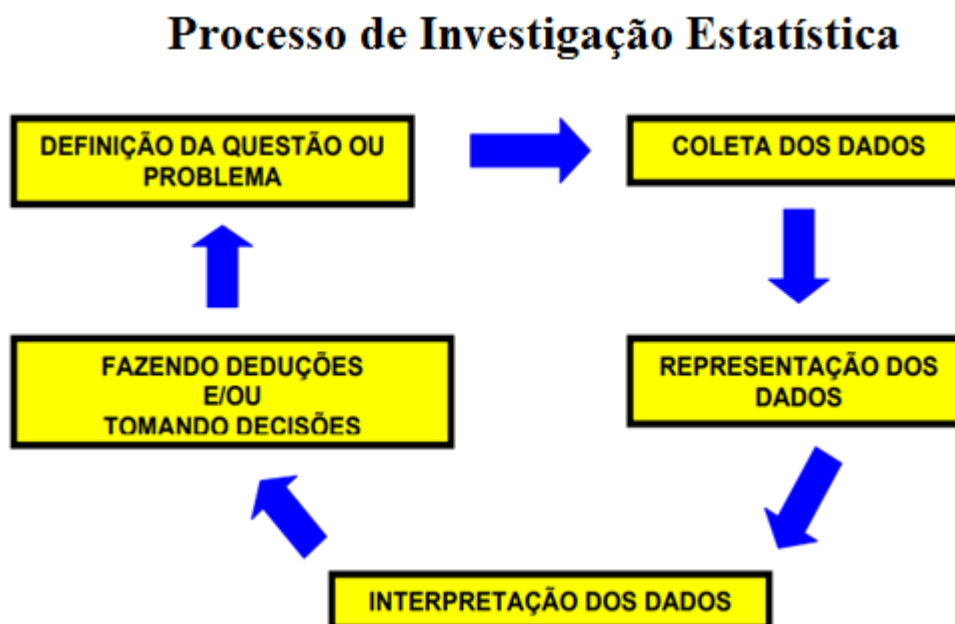 Processo de Investigação Estatística
DEFINIÇÃO DA QUESTÃO OU
PROBLEMA
COLETA DOS DADOS
REPRESENTAÇÃO DOS
DADOS
INTERPRETAÇÃO DOS DADOS
FAZENDO DEDUÇÕES
E/OU
TOMANDO DECISÕES